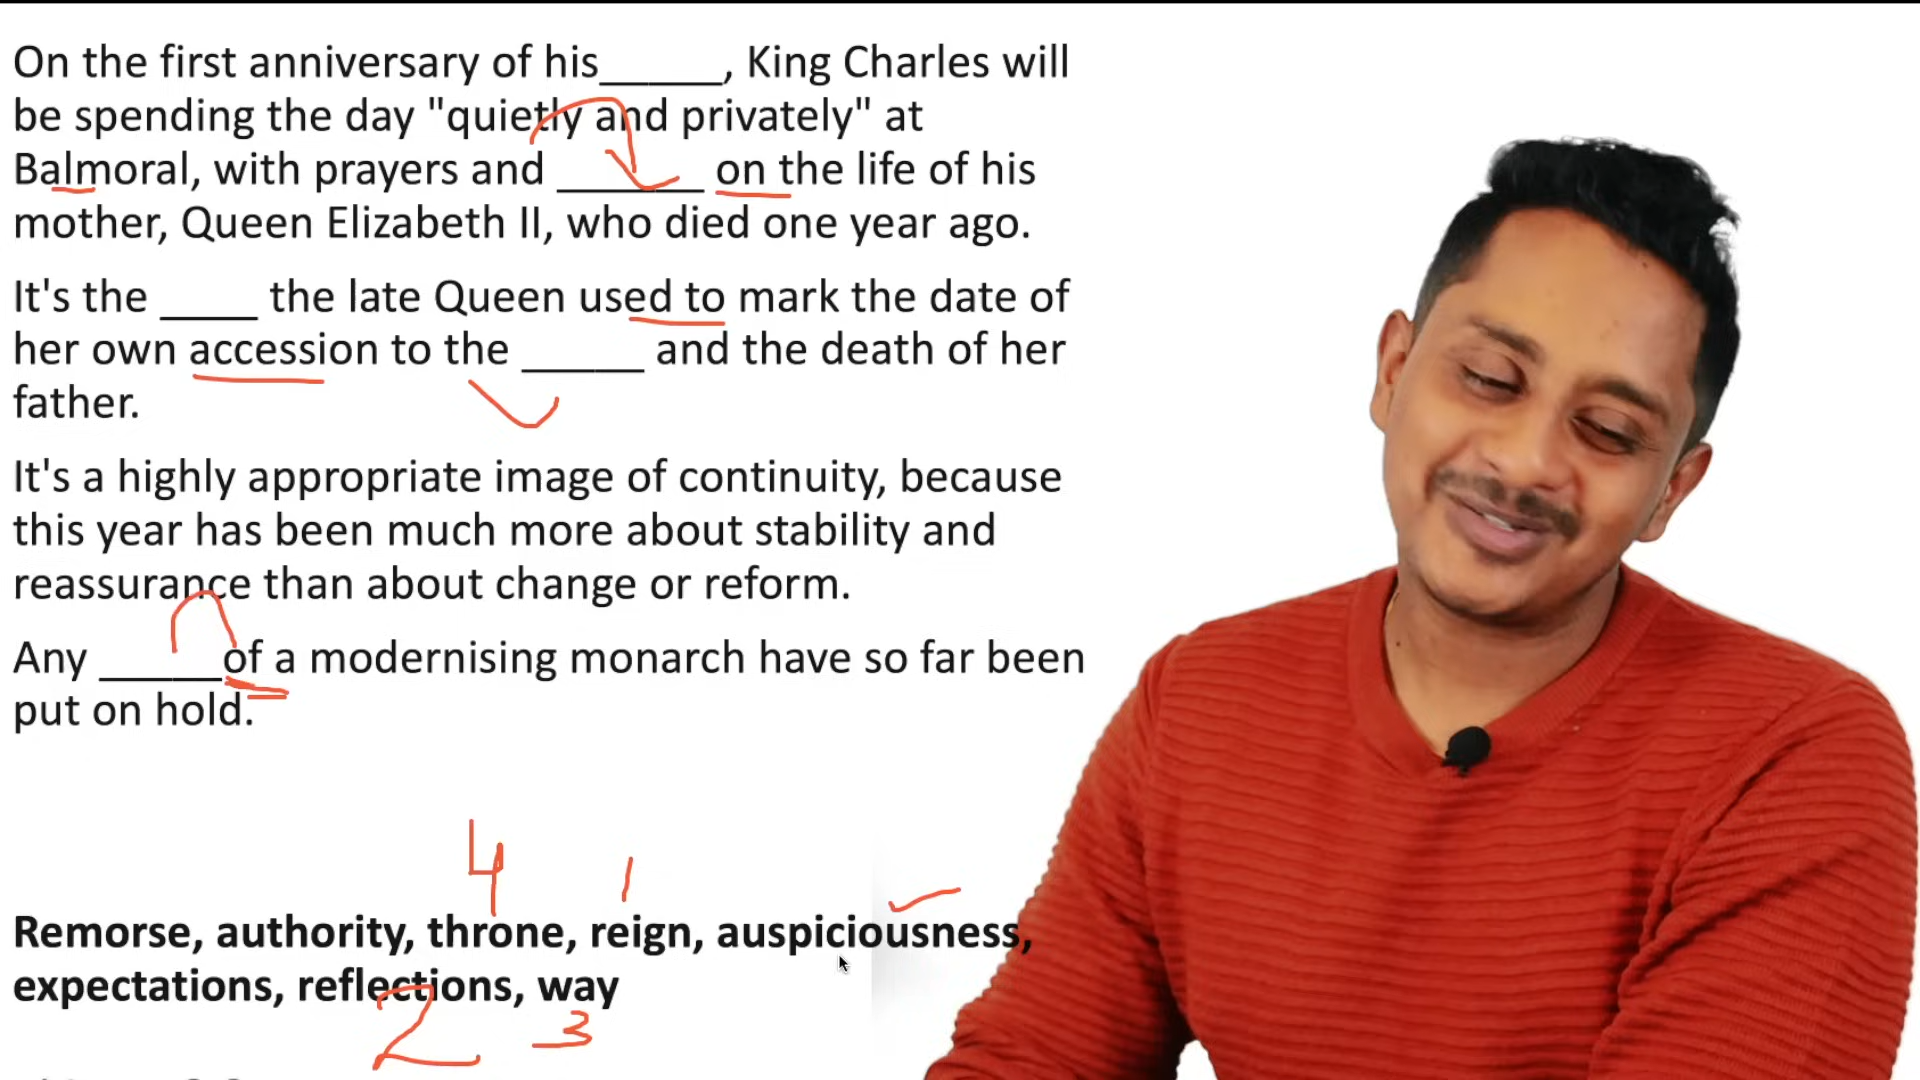 On the first anniversary of his_____, King Charles will
be spending the day "quietly and privately" at
Balmoral, with prayers and ______ on the life of his
mother, Queen Elizabeth II, who died one year ago.
It's the ____ the late Queen used to mark the date of
her own accession to the _____ and the death of her
father.
It's a highly appropriate image of continuity, because
this year has been much more about stability and
reassurance than about change or reform.
Any _____of a modernising monarch have so far been
put on hold.
4 1
Remorse, authority, throne, reign, auspiciousness,
expectations, reflections, way
2 3